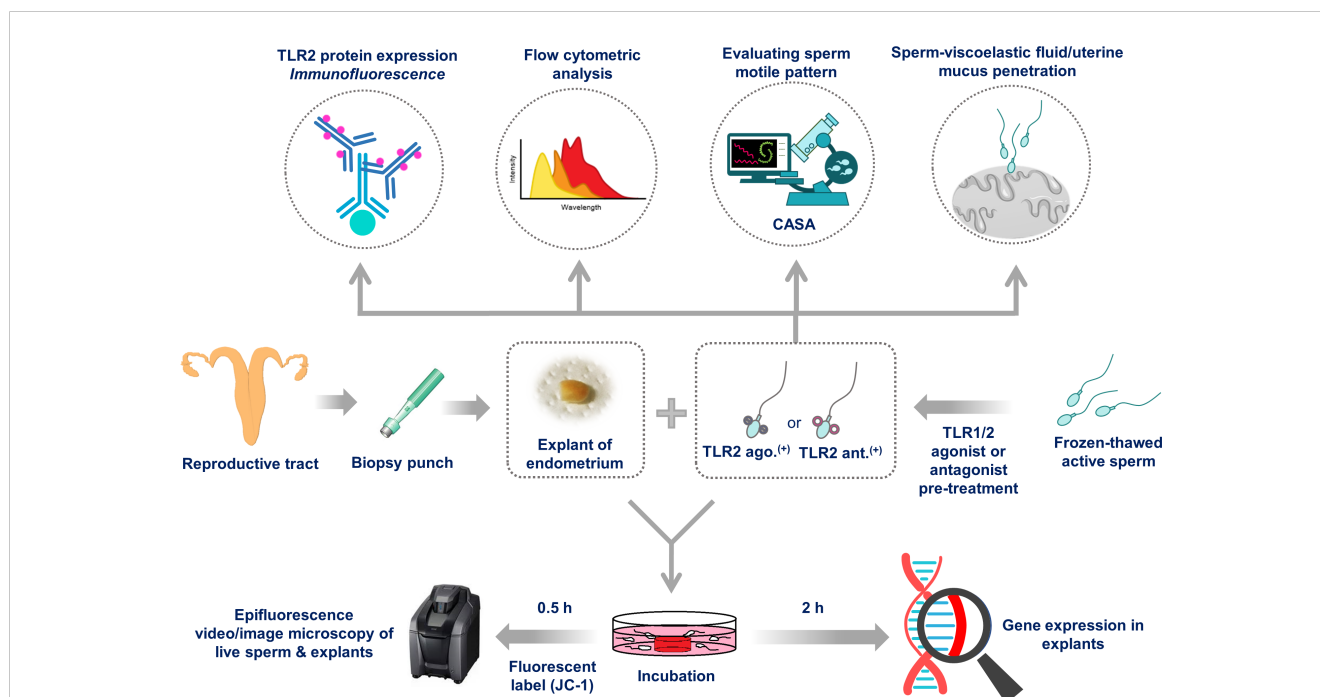 TLR2 protein expression
Immunofluorescence
Flow cytometric
analysis
Evaluating sperm
motile pattern
Sperm-viscoelastic fluid/uterine
mucus penetration
Intensity
Wavelength
CASA
Reproductive tract
Biopsy punch
Explant of
endometrium
or
TLR2 ago.(+)
TLR2 ant.(+)
TLR1/2
agonist or
antagonist
pre-treatment
Frozen-thawed
active sperm
Epifluorescence
video/image microscopy of
live sperm & explants
0.5 h
Fluorescent
label (JC-1)
Incubation
2 h
Gene expression in
explants